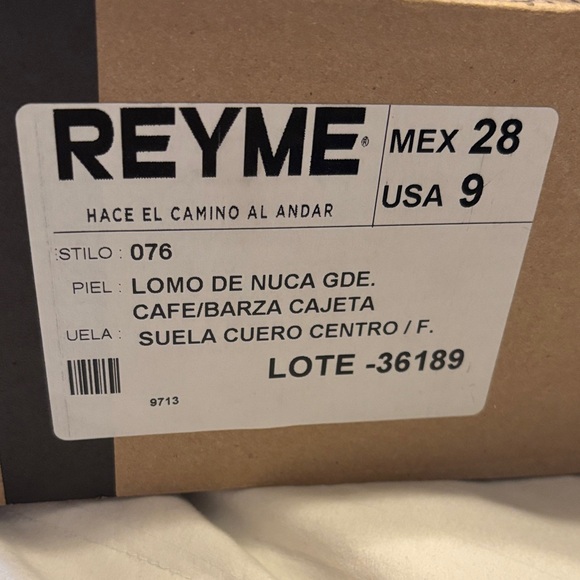 REYME®
HACE EL CAMINO AL ANDAR
MEX 28
USA 9
STILO : 076
PIEL : LOMO DE NUCA GDE.
CAFE/BARZA CAJETA
UELA : SUELA CUERO CENTRO / F.
LOTE -36189
9713